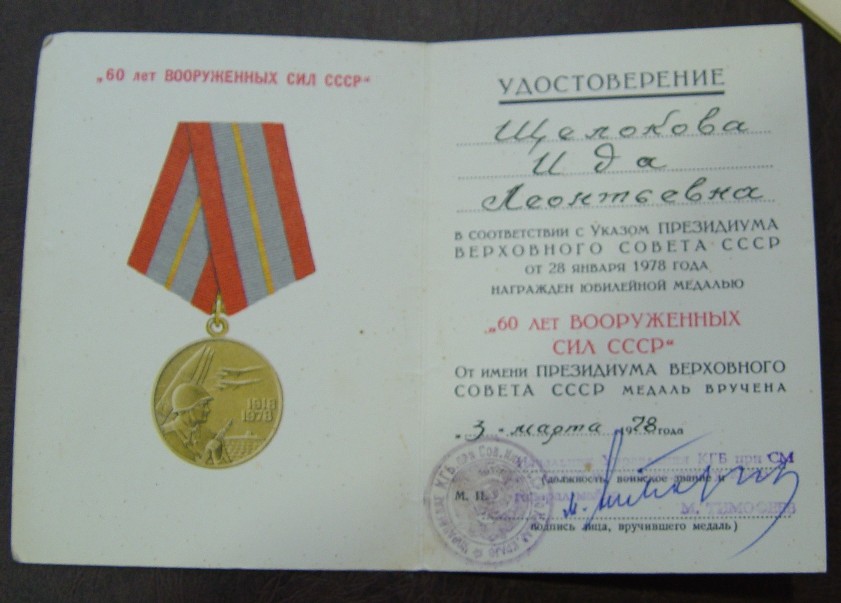 „60 лет ВООРУЖЕННЫХ СИЛ СССР“
1918
1978
УДОСТОВЕРЕНИЕ
Щелокова
Ида
Леонтьевна
В СООТВЕТСТВИИ С УКАЗОМ ПРЕЗИДИУМА
ВЕРХОВНОГО СОВЕТА СССР
ОТ 28 ЯНВАРЯ 1978 ГОДА
НАГРАЖДЕН ЮБИЛЕЙНОЙ МЕДАЛЬЮ
„60 ЛЕТ ВООРУЖЕННЫХ
СИЛ СССР“
От имени ПРЕЗИДИУМА ВЕРХОВНОГО
СОВЕТА СССР МЕДАЛЬ ВРУЧЕНА
„3“ марта 1978 года
КГБ при СМ
(должность, воинское звание и
М. П.
М. ТИМОФЕЕВ
подпись лица, вручившего медаль)